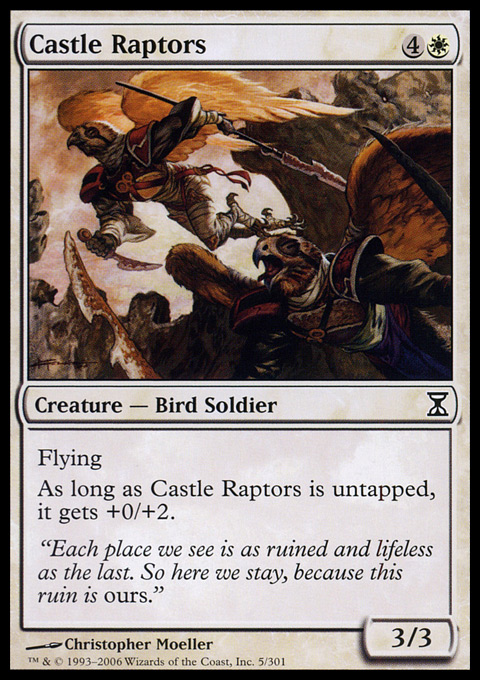 Castle Raptors 4
Creature — Bird Soldier
Flying
As long as Castle Raptors is untapped,
it gets +0/+2.
“Each place we see is as ruined and lifeless
as the last. So here we stay, because this
ruin is ours.”
Christopher Moeller
3/3
™ & © 1993–2006 Wizards of the Coast, Inc. 5/301